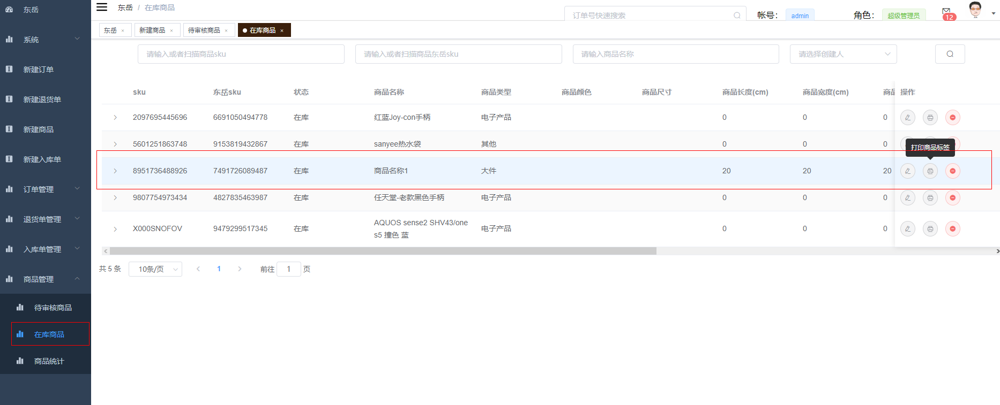 东岳
系统
新建订单
新建退货单
新建商品
新建入库单
订单管理
退货单管理
入库单管理
商品管理
待审核商品
在库商品
商品统计
东岳 / 在库商品
订单号快速搜索
帐号： admin
角色： 超级管理员
12
东岳 × 新建商品 × 待审核商品 × 在库商品 ×
请输入或者扫描商品sku 请输入或者扫描商品东岳sku 请输入商品名称 请选择创建人
sku 东岳sku 状态 商品名称 商品类型 商品颜色 商品尺寸 商品长度(cm) 商品宽度(cm) 商品 操作
2097695445696 6691050494778 在库 红蓝Joy-con手柄 电子产品 0 0 0
5601251863748 9153819432867 在库 sanyee热水袋 其他 0 0 0
打印商品标签
8951736488926 7491726089487 在库 商品名称1 大件 20 20 20
9807754973434 4827835463987 在库 任天堂-老款黑色手柄 电子产品 0 0 0
X000SNOFOV 9479299517345 在库 AQUOS sense2 SHV43/one 电子产品 0 0 0
s5 撞色 蓝
共 5 条 10条/页 1 前往 1 页